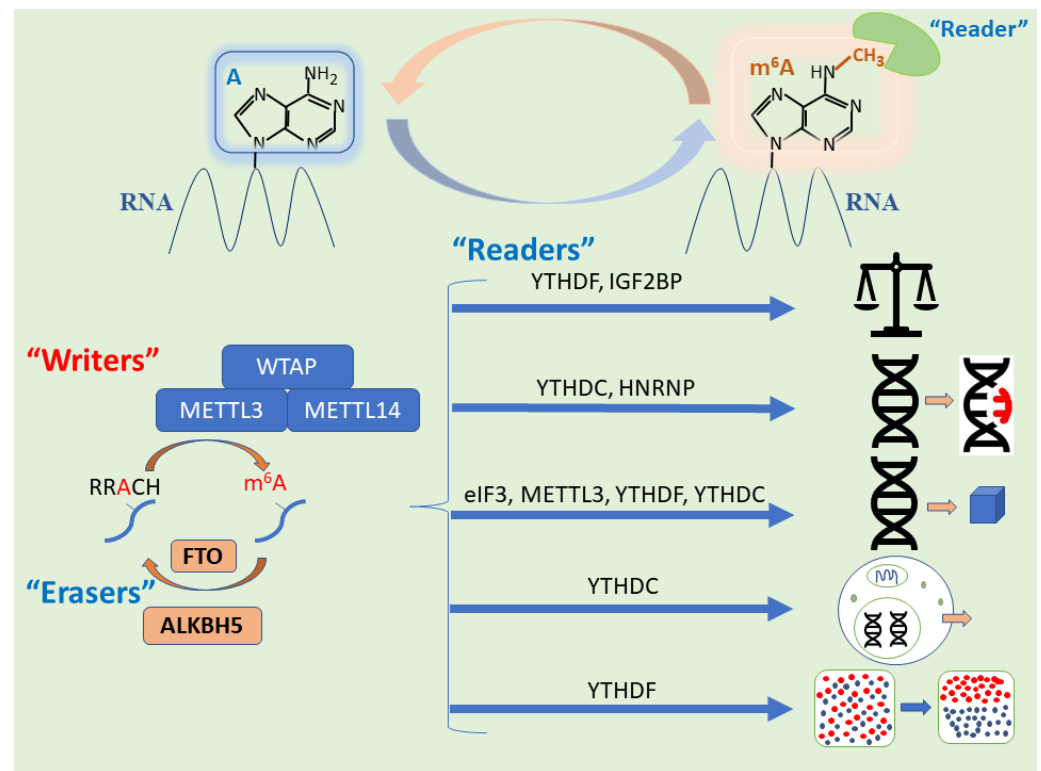 “Reader”
A
NH2
N
N
N
N
m⁶A
HN
CH3
N
N
N
N
RNA
RNA
“Readers”
YTHDF, IGF2BP
“Writers”
WTAP
METTL3
METTL14
YTHDC, HNRNP
RRACH
m⁶A
eIF3, METTL3, YTHDF, YTHDC
FTO
“Erasers”
ALKBH5
YTHDC
YTHDF